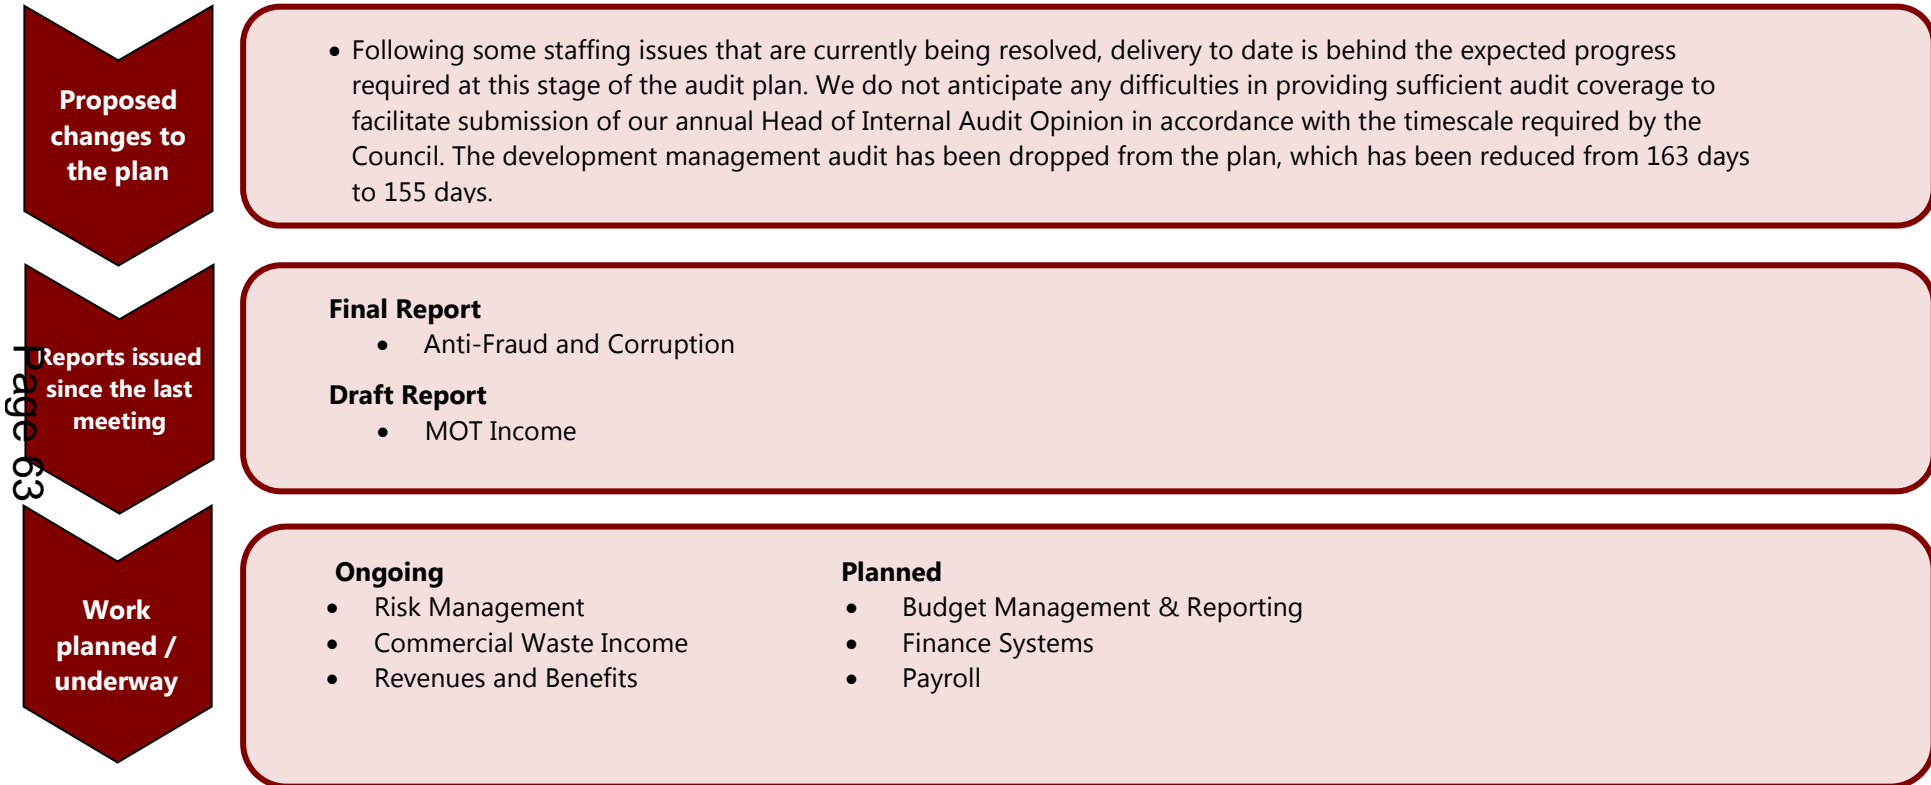 Proposed
changes to
the plan
• Following some staffing issues that are currently being resolved, delivery to date is behind the expected progress
required at this stage of the audit plan. We do not anticipate any difficulties in providing sufficient audit coverage to
facilitate submission of our annual Head of Internal Audit Opinion in accordance with the timescale required by the
Council. The development management audit has been dropped from the plan, which has been reduced from 163 days
to 155 days.
Reports issued
since the last
meeting
Final Report
• Anti-Fraud and Corruption
Draft Report
• MOT Income
Page 63
Work
planned /
underway
Ongoing
• Risk Management
• Commercial Waste Income
• Revenues and Benefits
Planned
• Budget Management & Reporting
• Finance Systems
• Payroll